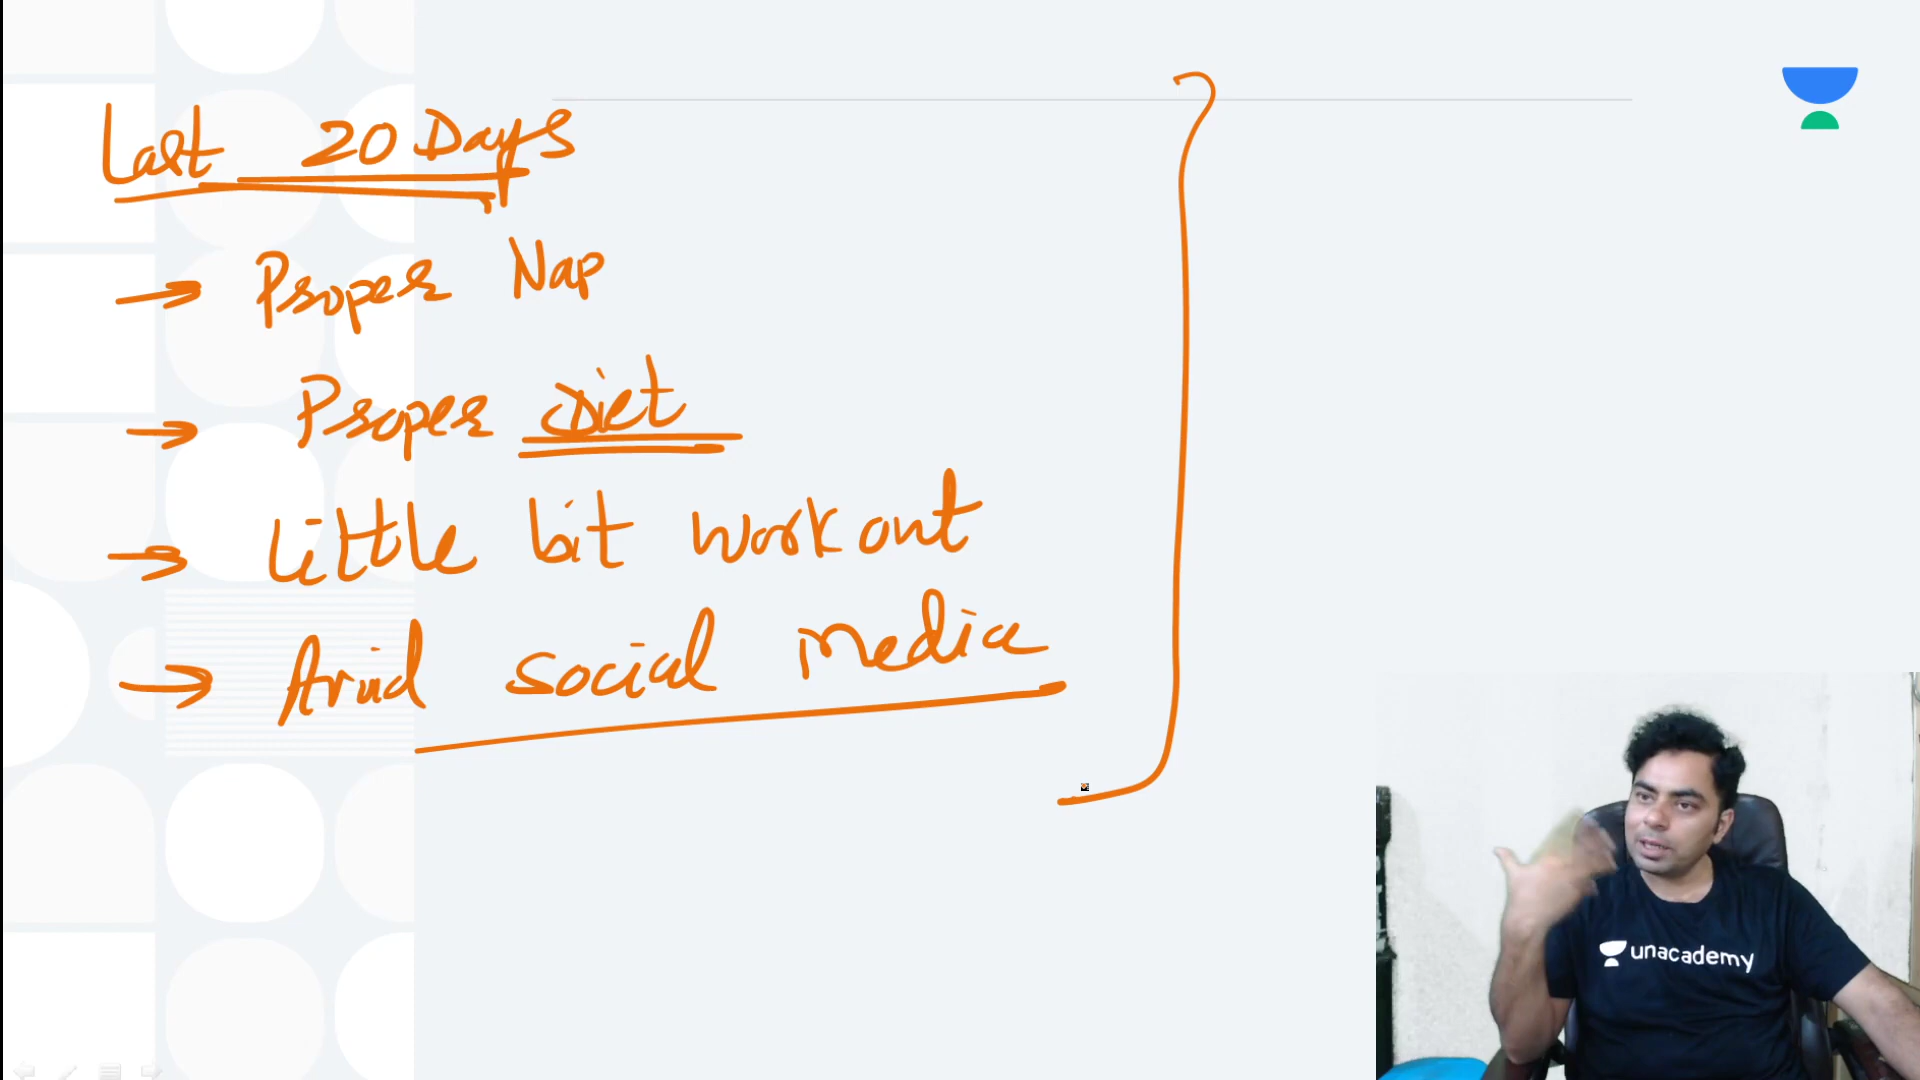 Last 20 Days
→ Proper Nap
→ Proper Diet
→ Little bit workout
→ Avoid social media
unacademy